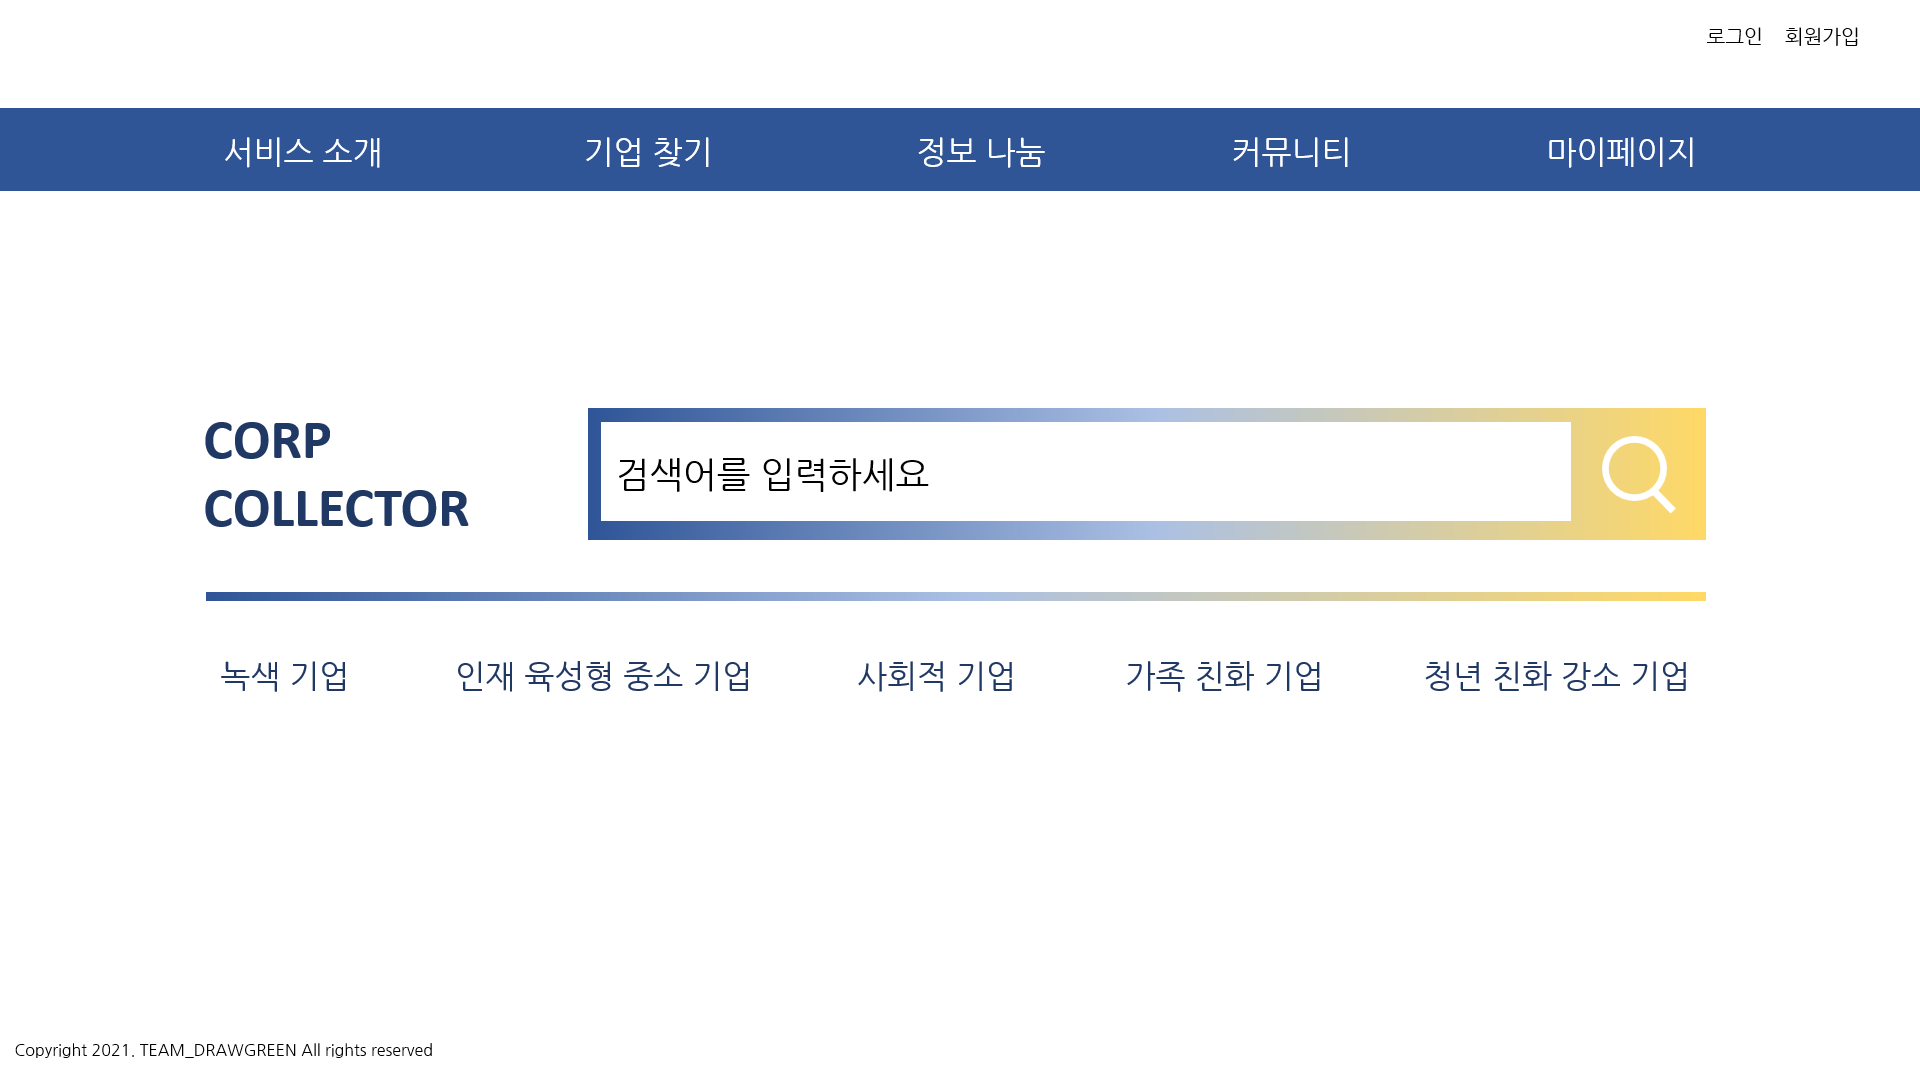 로그인 회원가입
서비스 소개 기업 찾기 정보 나눔 커뮤니티 마이페이지
CORP
COLLECTOR
검색어를 입력하세요
녹색 기업 인재 육성형 중소 기업 사회적 기업 가족 친화 기업 청년 친화 강소 기업
Copyright 2021. TEAM_DRAWGREEN All rights reserved